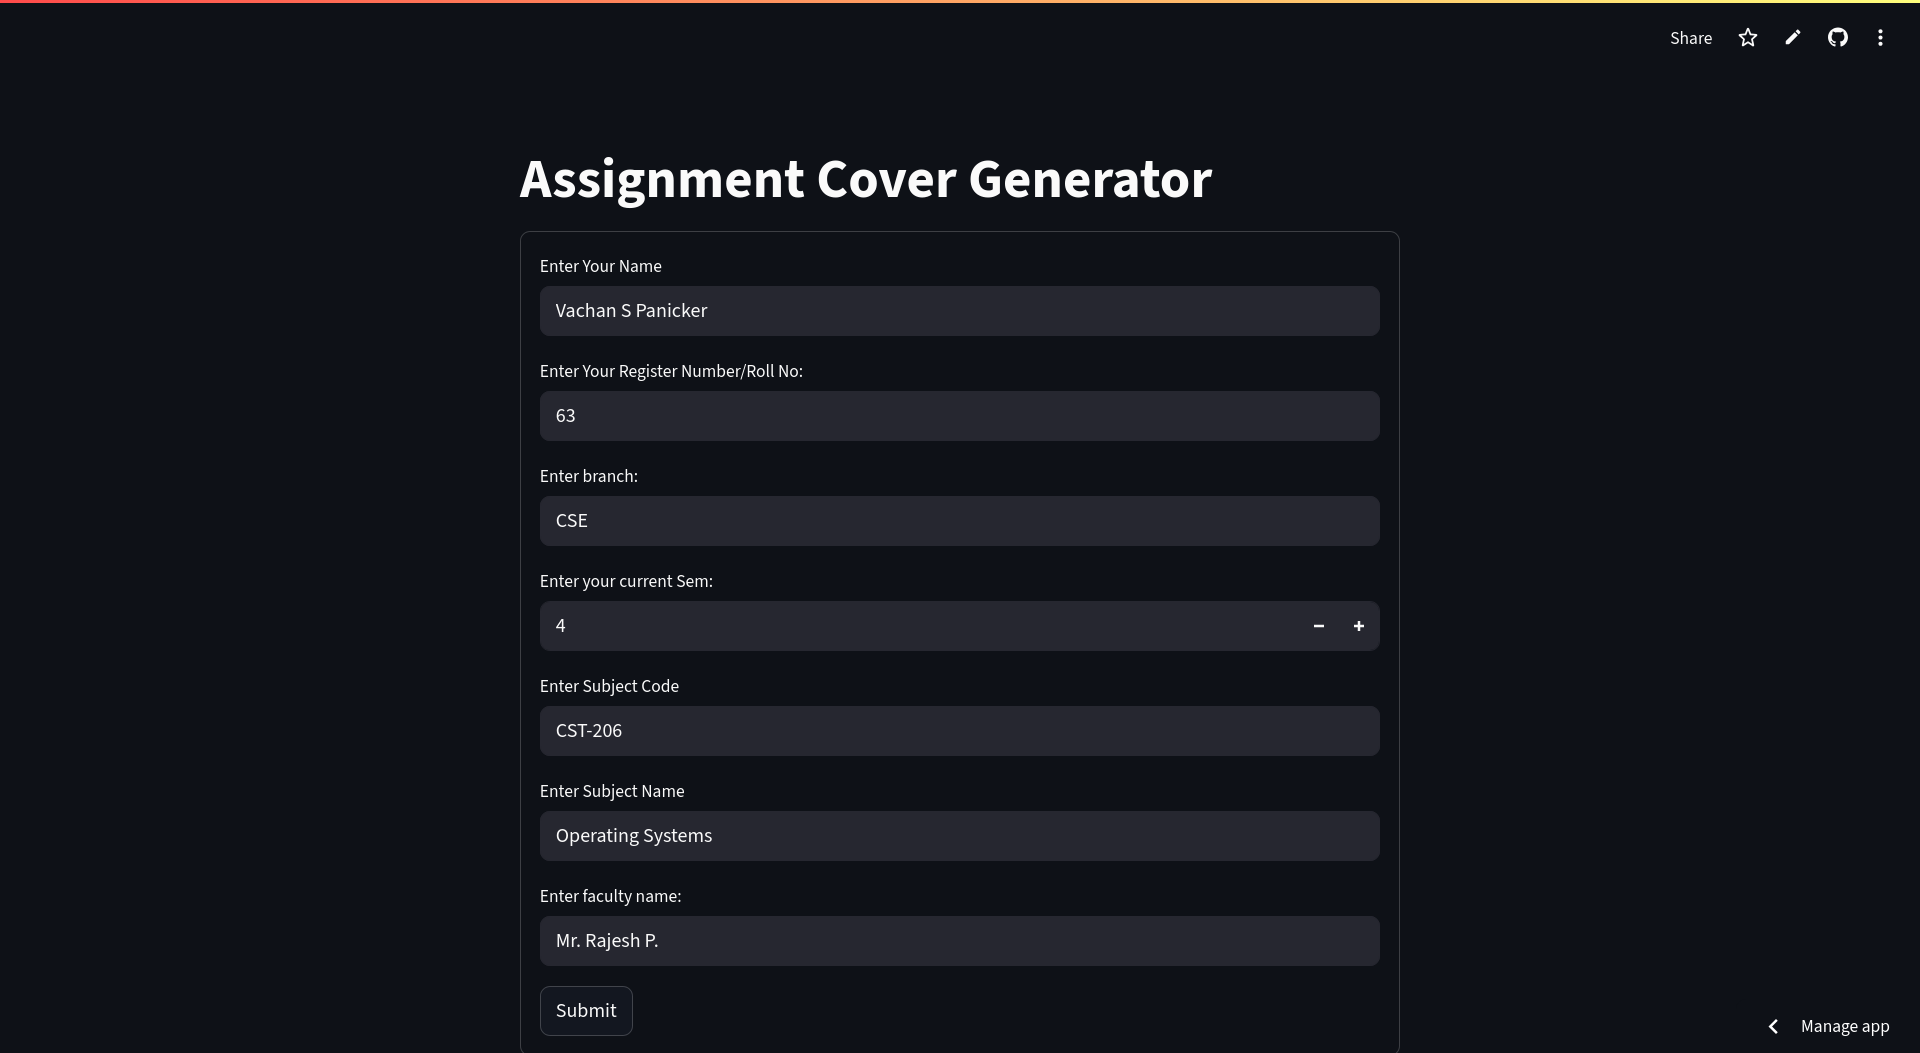 Share
Assignment Cover Generator
Enter Your Name
Vachan S Panicker
Enter Your Register Number/Roll No:
63
Enter branch:
CSE
Enter your current Sem:
4
Enter Subject Code
CST-206
Enter Subject Name
Operating Systems
Enter faculty name:
Mr. Rajesh P.
Submit
Manage app